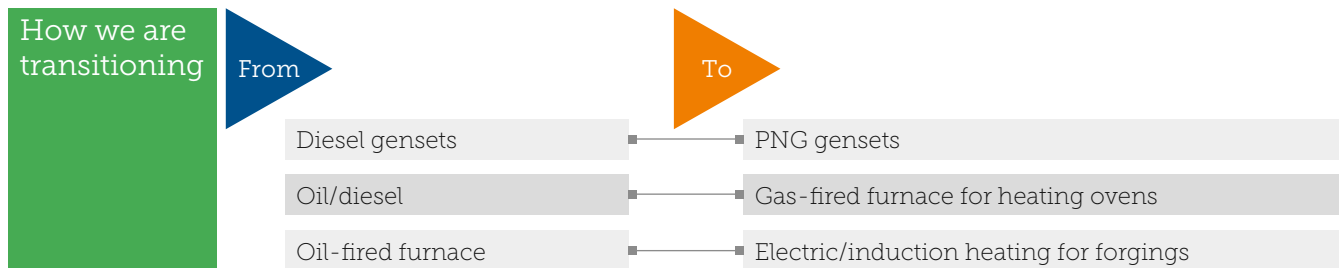 How we are
transitioning
From
To
Diesel gensets
PNG gensets
Oil/diesel
Gas-fired furnace for heating ovens
Oil-fired furnace
Electric/induction heating for forgings